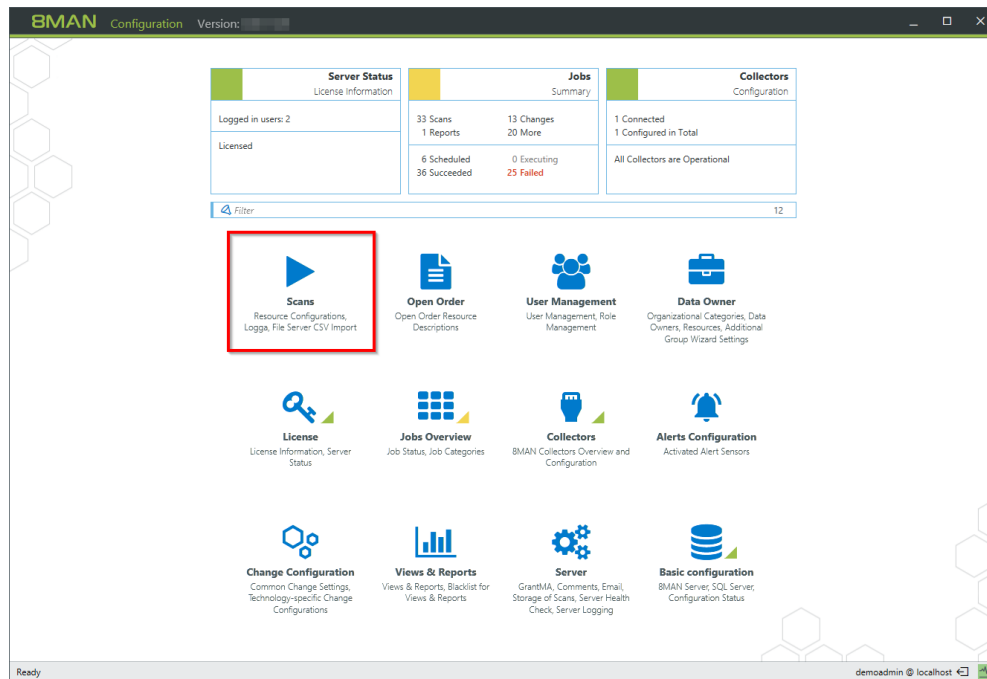 8MAN Configuration Version:
Server Status
License Information
Logged in users: 2
Licensed
Jobs
Summary
33 Scans 13 Changes
1 Reports 20 More
6 Scheduled 0 Executing
36 Succeeded 25 Failed
Collectors
Configuration
1 Connected
1 Configured in Total
All Collectors are Operational
Filter 12
Scans
Resource Configurations,
Logga, File Server CSV Import
Open Order
Open Order Resource
Descriptions
User Management
User Management, Role
Management
Data Owner
Organizational Categories, Data
Owners, Resources, Additional
Group Wizard Settings
License
License Information, Server
Status
Jobs Overview
Job Status, Job Categories
Collectors
8MAN Collectors Overview and
Configuration
Alerts Configuration
Activated Alert Sensors
Change Configuration
Common Change Settings,
Technology-specific Change
Configurations
Views & Reports
Views & Reports, Blacklist for
Views & Reports
Server
GrantMA, Comments, Email,
Storage of Scans, Server Health
Check, Server Logging
Basic configuration
8MAN Server, SQL Server,
Configuration Status
Ready demoadmin @ localhost